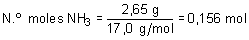 N.º moles NH₃ = 2,65 g / 17,0 g/mol = 0,156 mol